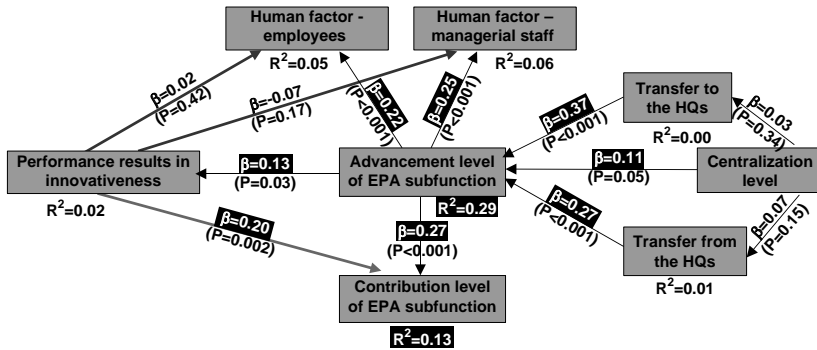 Human factor -
employees
R²=0.05
Human factor –
managerial staff
R²=0.06
β=0.02
(P=0.42)
β=-0.07
(P=0.17)
β=0.22
(P<0.001)
β=0.25
(P<0.001)
Transfer to
the HQs
R²=0.00
β=0.37
(P<0.001)
β=0.03
(P=0.34)
Performance results in
innovativeness
R²=0.02
β=0.13
(P=0.03)
Advancement level
of EPA subfunction
R²=0.29
β=0.11
(P=0.05)
Centralization
level
β=0.20
(P=0.002)
β=0.27
(P<0.001)
β=0.27
(P<0.001)
β=0.07
(P=0.15)
Transfer from
the HQs
R²=0.01
Contribution level
of EPA subfunction
R²=0.13